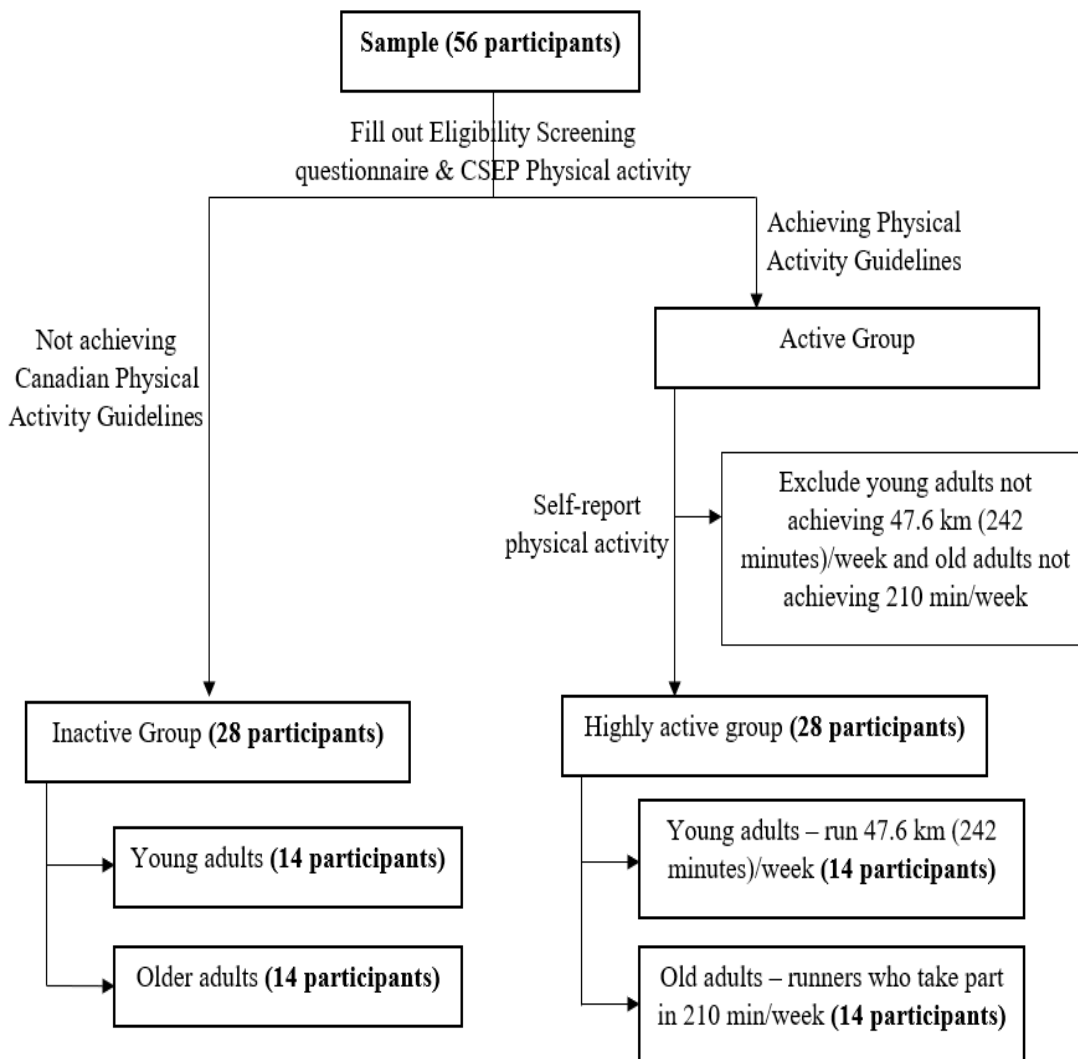 Sample (56 participants)
Fill out Eligibility Screening
questionnaire & CSEP Physical activity
Achieving Physical
Activity Guidelines
Not achieving
Canadian Physical
Activity Guidelines
Active Group
Self-report
physical activity
Exclude young adults not
achieving 47.6 km (242
minutes)/week and old adults not
achieving 210 min/week
Inactive Group (28 participants)
Highly active group (28 participants)
Young adults (14 participants)
Older adults (14 participants)
Young adults – run 47.6 km (242
minutes)/week (14 participants)
Old adults – runners who take part
in 210 min/week (14 participants)